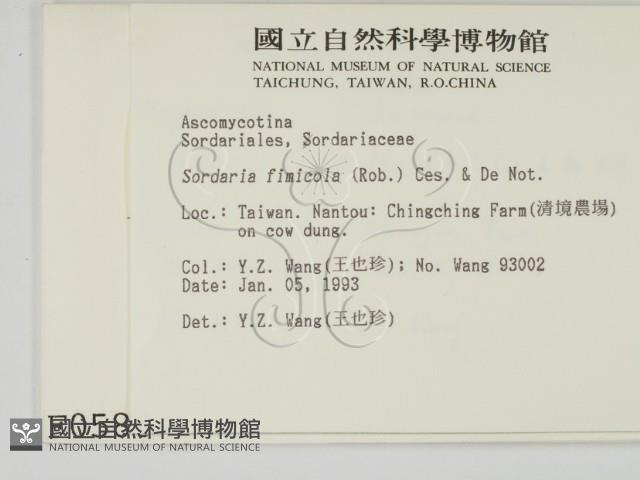 國立自然科學博物館
NATIONAL MUSEUM OF NATURAL SCIENCE
TAICHUNG, TAIWAN, R.O.CHINA
Ascomycotina
Sordariales, Sordariaceae
Sordaria fimicola (Rob.) Ces. & De Not.
Loc.: Taiwan. Nantou: Chingching Farm(清境農場)
on cow dung.
Col.: Y.Z. Wang(王也珍); No. Wang 93002
Date: Jan. 05, 1993
Det.: Y.Z. Wang(王也珍)
國立自然科學博物館
NATIONAL MUSEUM OF NATURAL SCIENCE